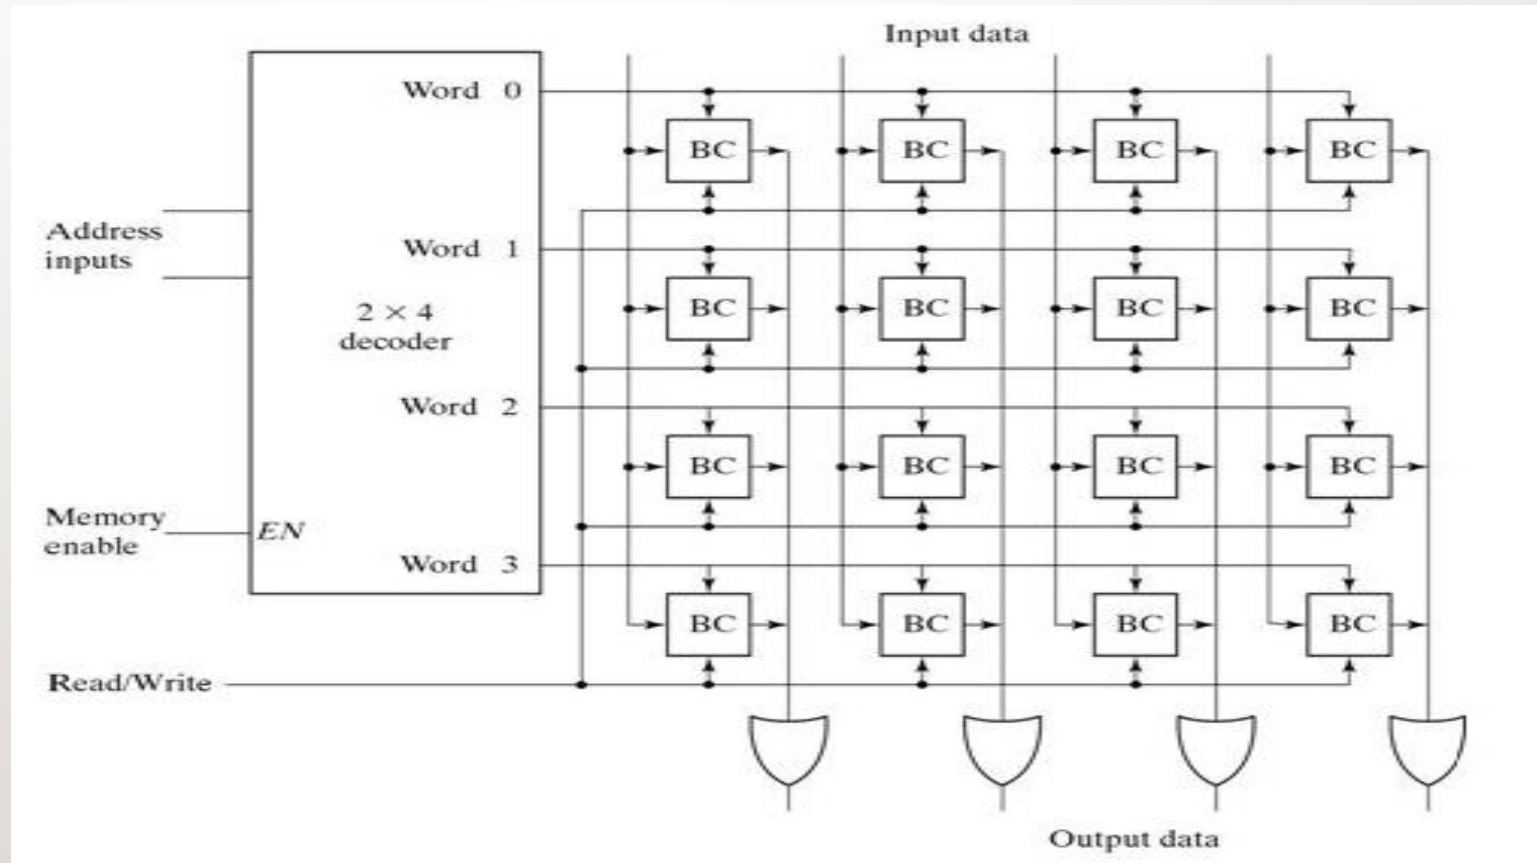 Input data
Word 0
BC BC BC BC
Address
inputs
Word 1
BC BC BC BC
2 × 4
decoder
Word 2
BC BC BC BC
Memory
enable
EN
Word 3
BC BC BC BC
Read/Write
Output data